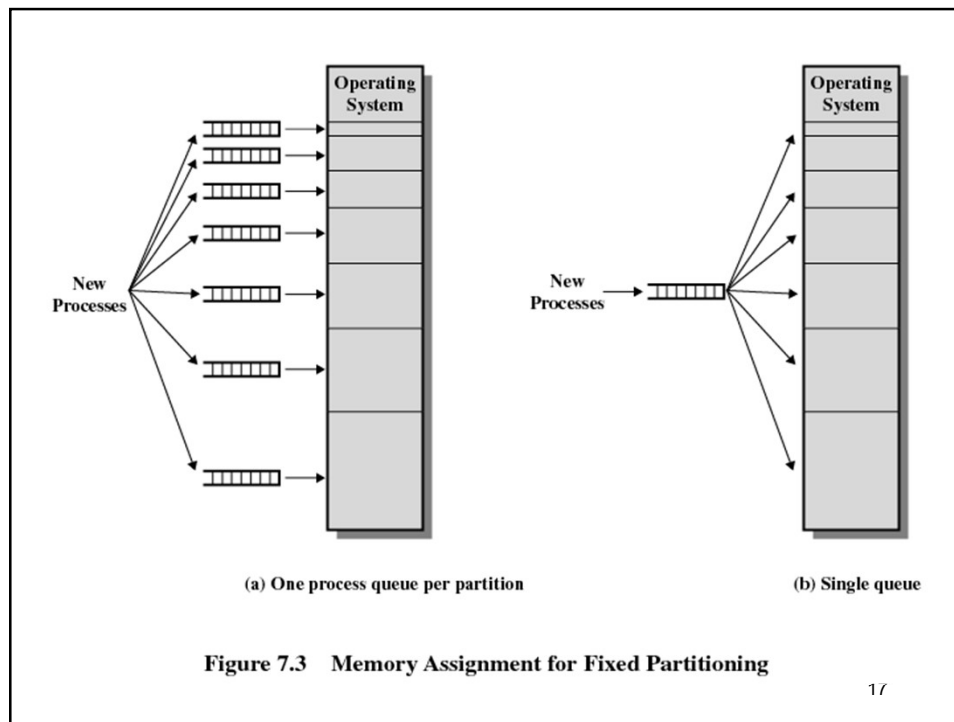 Operating
System
New
Processes
(a) One process queue per partition
Operating
System
New
Processes
(b) Single queue
Figure 7.3 Memory Assignment for Fixed Partitioning
17